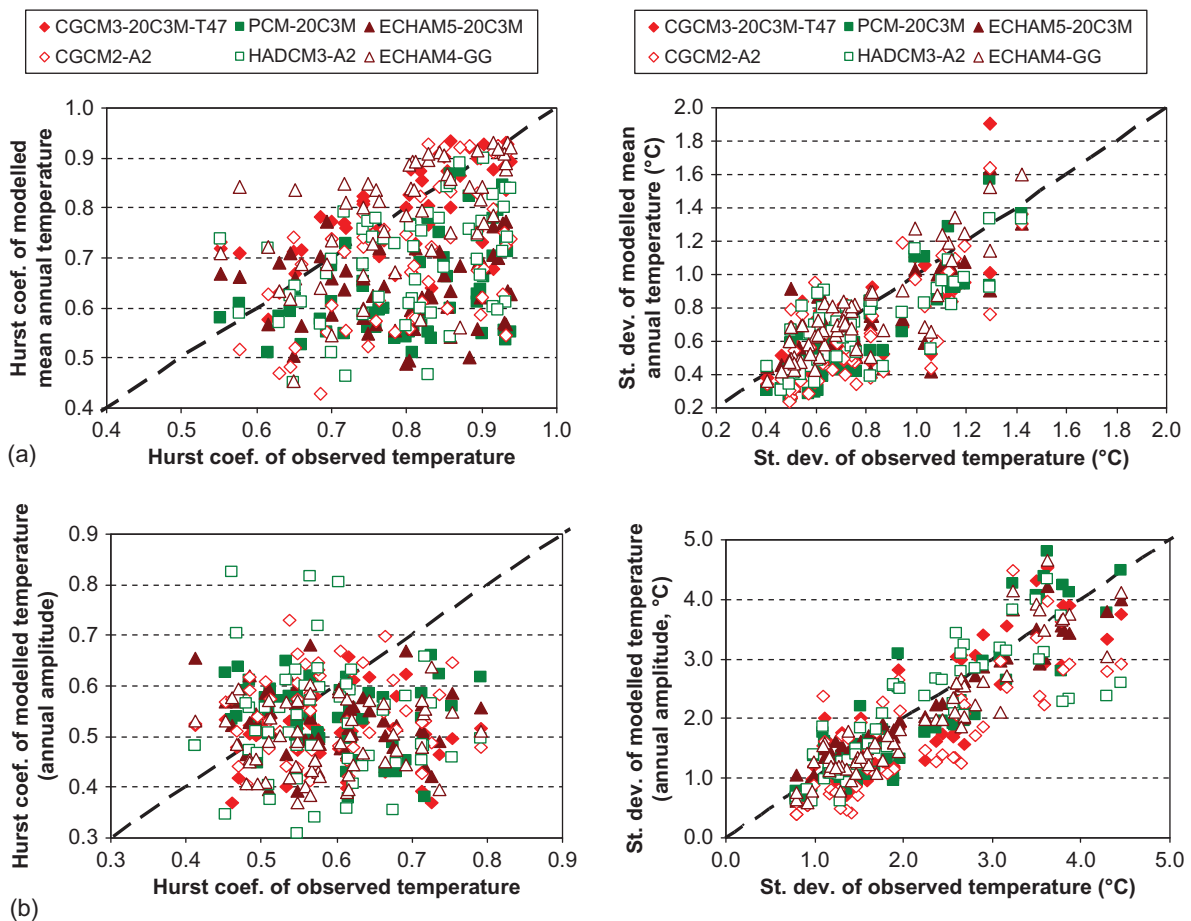 CGCM3-20C3M-T47 PCM-20C3M ECHAM5-20C3M
CGCM2-A2 HADCM3-A2 ECHAM4-GG
CGCM3-20C3M-T47 PCM-20C3M ECHAM5-20C3M
CGCM2-A2 HADCM3-A2 ECHAM4-GG
Hurst coef. of modelled
mean annual temperature
1.0
0.9
0.8
0.7
0.6
0.5
0.4
0.4 0.5 0.6 0.7 0.8 0.9 1.0
Hurst coef. of observed temperature
(a)
St. dev. of modelled mean
annual temperature (°C)
2.0
1.8
1.6
1.4
1.2
1.0
0.8
0.6
0.4
0.2
0.2 0.4 0.6 0.8 1.0 1.2 1.4 1.6 1.8 2.0
St. dev. of observed temperature (°C)
Hurst coef. of modelled temperature
(annual amplitude)
0.9
0.8
0.7
0.6
0.5
0.4
0.3
0.3 0.4 0.5 0.6 0.7 0.8 0.9
Hurst coef. of observed temperature
(b)
St. dev. of modelled temperature
(annual amplitude, °C)
5.0
4.0
3.0
2.0
1.0
0.0
0.0 1.0 2.0 3.0 4.0 5.0
St. dev. of observed temperature (°C)